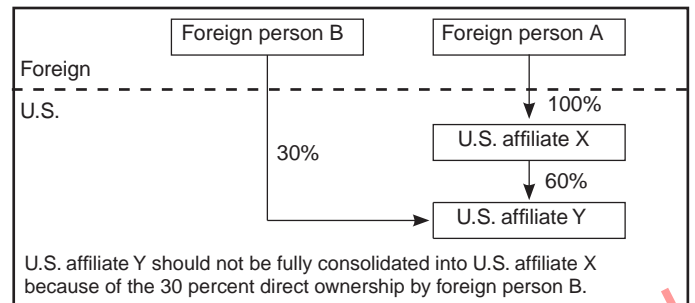 Foreign person B
Foreign person A
Foreign
U.S.
100%
U.S. affiliate X
30%
60%
U.S. affiliate Y
U.S. affiliate Y should not be fully consolidated into U.S. affiliate X
because of the 30 percent direct ownership by foreign person B.